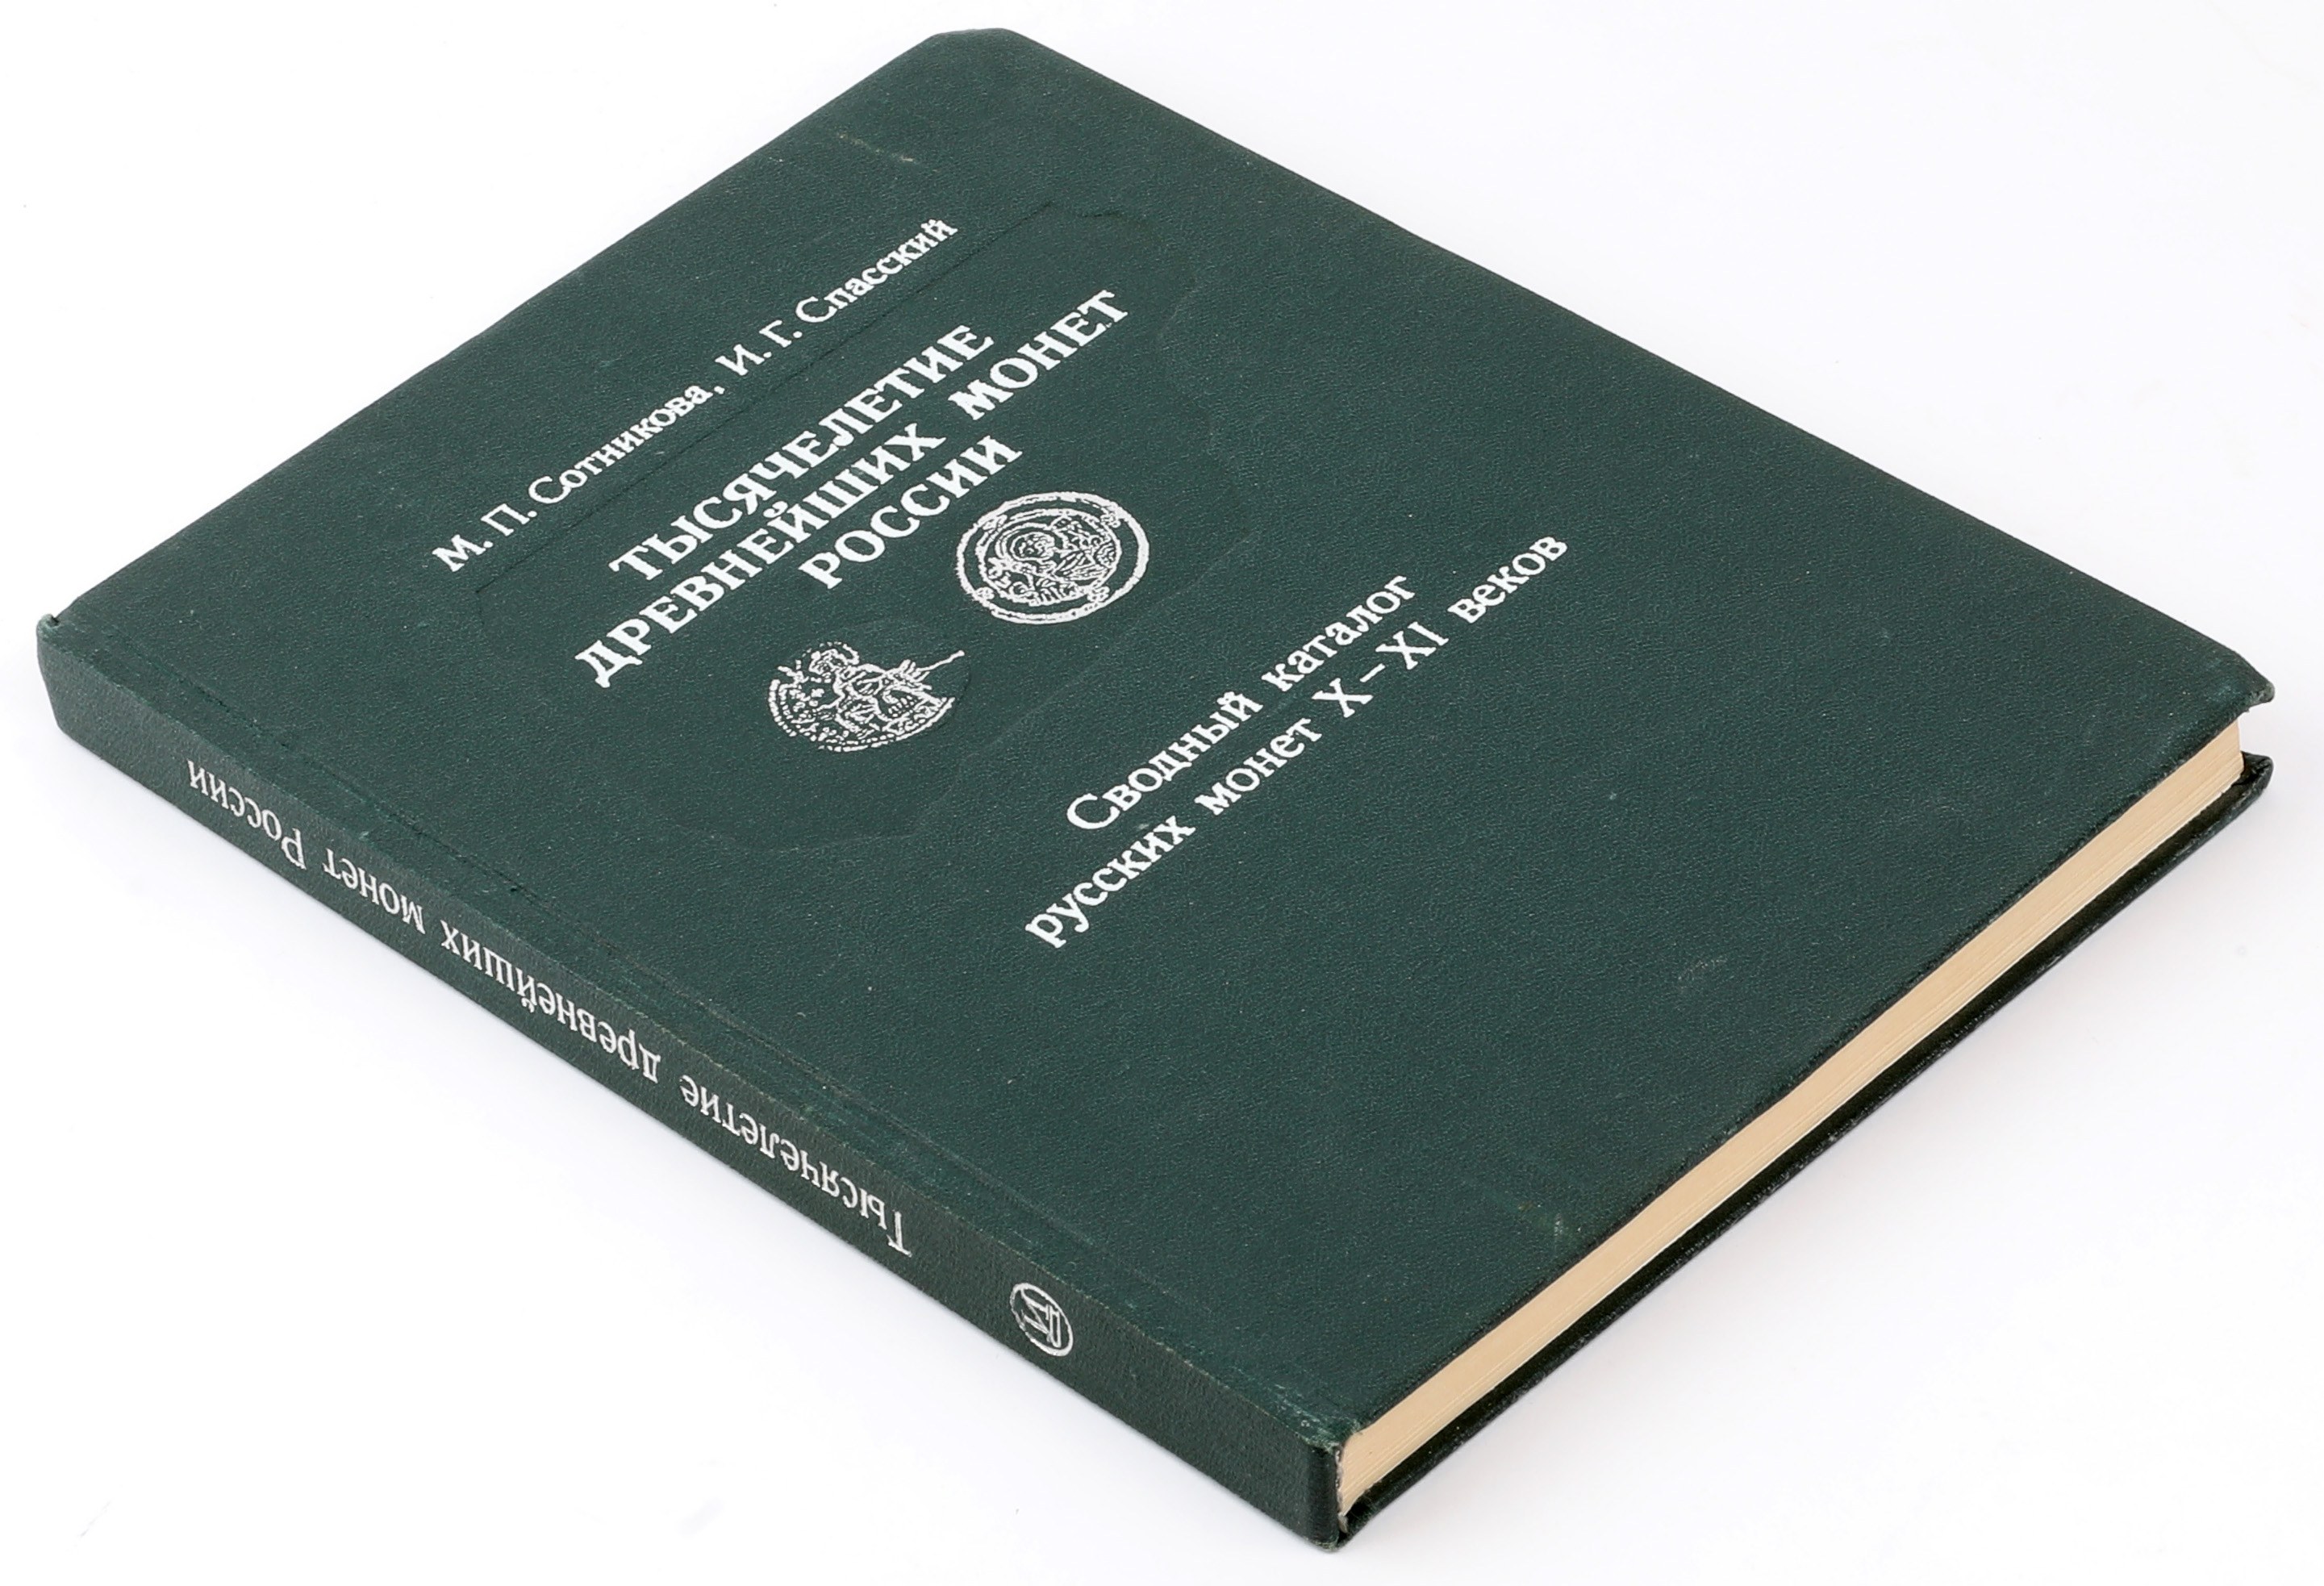 М. П. Сотникова, И. Г. Спасский
ТЫСЯЧЕЛЕТИЕ
ДРЕВНЕЙШИХ МОНЕТ
РОССИИ
Сводный каталог
русских монет X–XI веков
Тысячелетие древнейших монет России